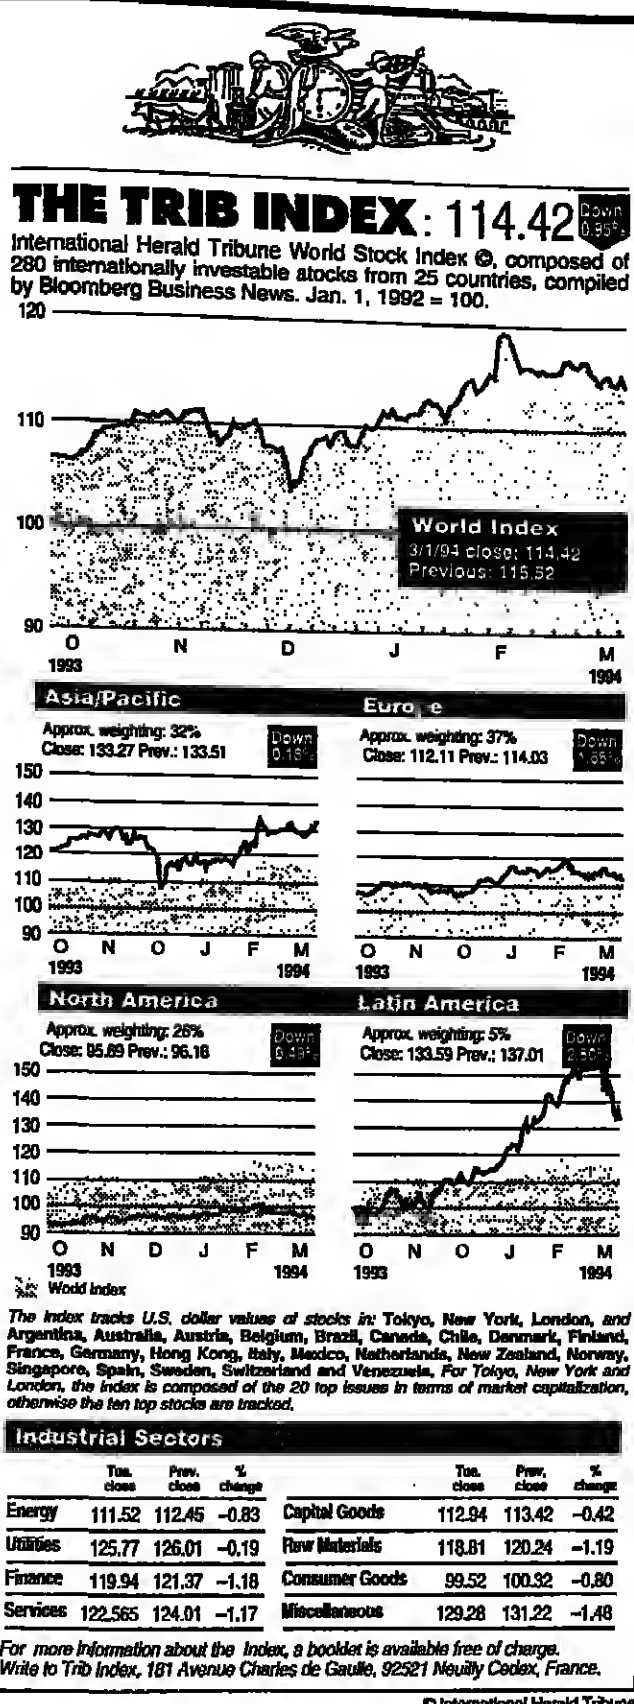 THE TRIB INDEX: 114.42 Down 0.95%
International Herald Tribune World Stock Index ©, composed of
280 internationally investable atocks from 25 countries, compiled
by Bloomberg Business News. Jan. 1, 1992 = 100.
120
110
100
90
World Index
3/1/94 close: 114.42
Previous: 115.52
O N D J F M
1993 1994
Asia/Pacific
Approx. weighting: 32%
Close: 133.27 Prev.: 133.51
Down
150
140
130
120
110
100
90
O N O J F M
1993 1994
Euro e
Approx. weighting: 37%
Close: 112.11 Prev.: 114.03
Down
O N O J F M
1993 1994
North America
Approx. weighting: 26%
Close: 95.69 Prev.: 96.16
Down
150
140
130
120
110
100
90
O N D J F M
1993 1994
World Index
Latin America
Approx. weighting: 5%
Close: 133.59 Prev.: 137.01
Down
O N O J F M
1993 1994
The index tracks U.S. dollar values of stocks in: Tokyo, New York, London, and
Argentina, Australia, Austria, Belgium, Brazil, Canada, Chile, Denmark, Finland,
France, Germany, Hong Kong, Italy, Mexico, Netherlands, New Zealand, Norway,
Singapore, Spain, Sweden, Switzerland and Venezuela. For Tokyo, New York and
London, the index is composed of the 20 top issues in terms of market capitalization,
otherwise the ten top stocks are tracked.
Industrial Sectors
Tue. close Prev. close % change Tue. close Prev. close % change
Energy 111.52 112.45 –0.83 Capital Goods 112.94 113.42 –0.42
Utilities 125.77 126.01 –0.19 Raw Materials 118.81 120.24 –1.19
Finance 119.94 121.37 –1.18 Consumer Goods 99.52 100.32 –0.80
Services 122.565 124.01 –1.17 Miscellaneous 129.28 131.22 –1.48
For more information about the Index, a booklet is available free of charge.
Write to Trib Index, 181 Avenue Charles de Gaulle, 92521 Neuilly Cedex, France.
© International Herald Tribune